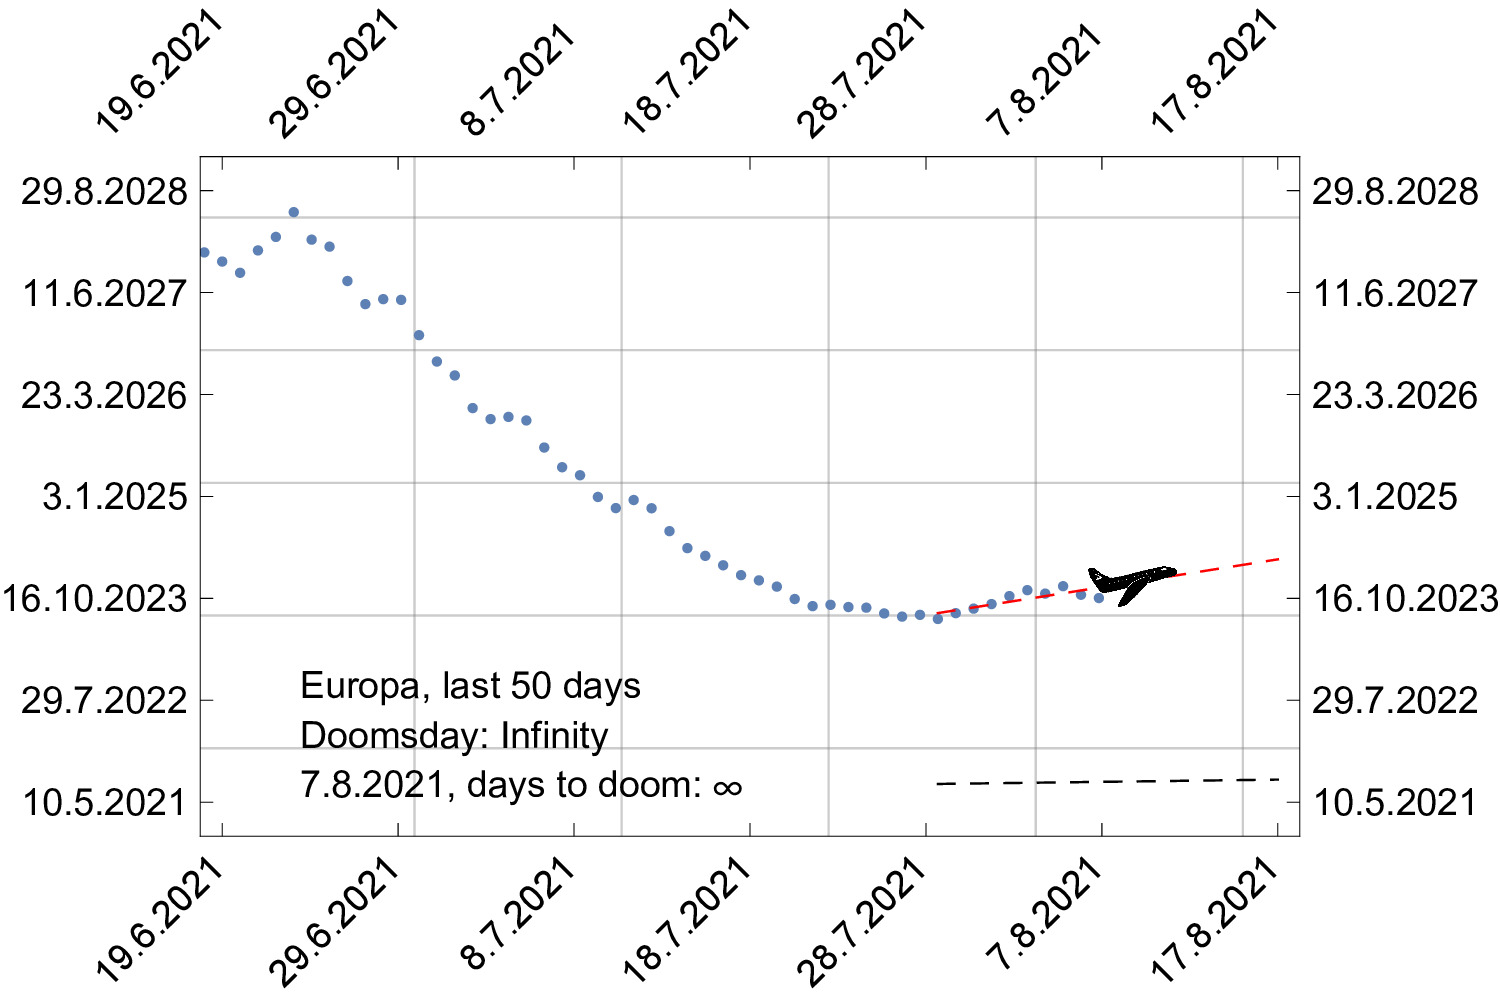 19.6.2021 29.6.2021 8.7.2021 18.7.2021 28.7.2021 7.8.2021 17.8.2021
29.8.2028 29.8.2028
11.6.2027 11.6.2027
23.3.2026 23.3.2026
3.1.2025 3.1.2025
16.10.2023 16.10.2023
Europa, last 50 days
29.7.2022 29.7.2022
Doomsday: Infinity
7.8.2021, days to doom: ∞
10.5.2021 10.5.2021
19.6.2021 29.6.2021 8.7.2021 18.7.2021 28.7.2021 7.8.2021 17.8.2021